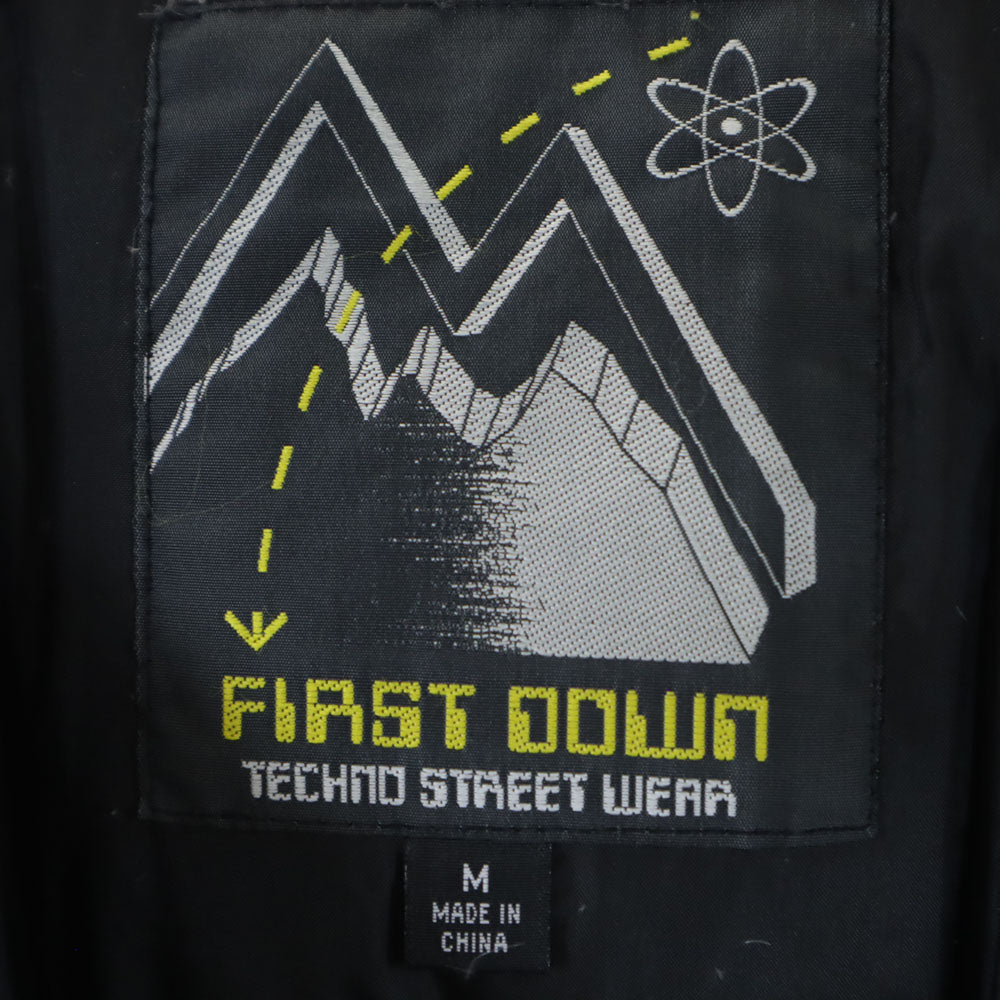 FIRST DOWN
TECHNO STREET WEAR
M
MADE IN
CHINA